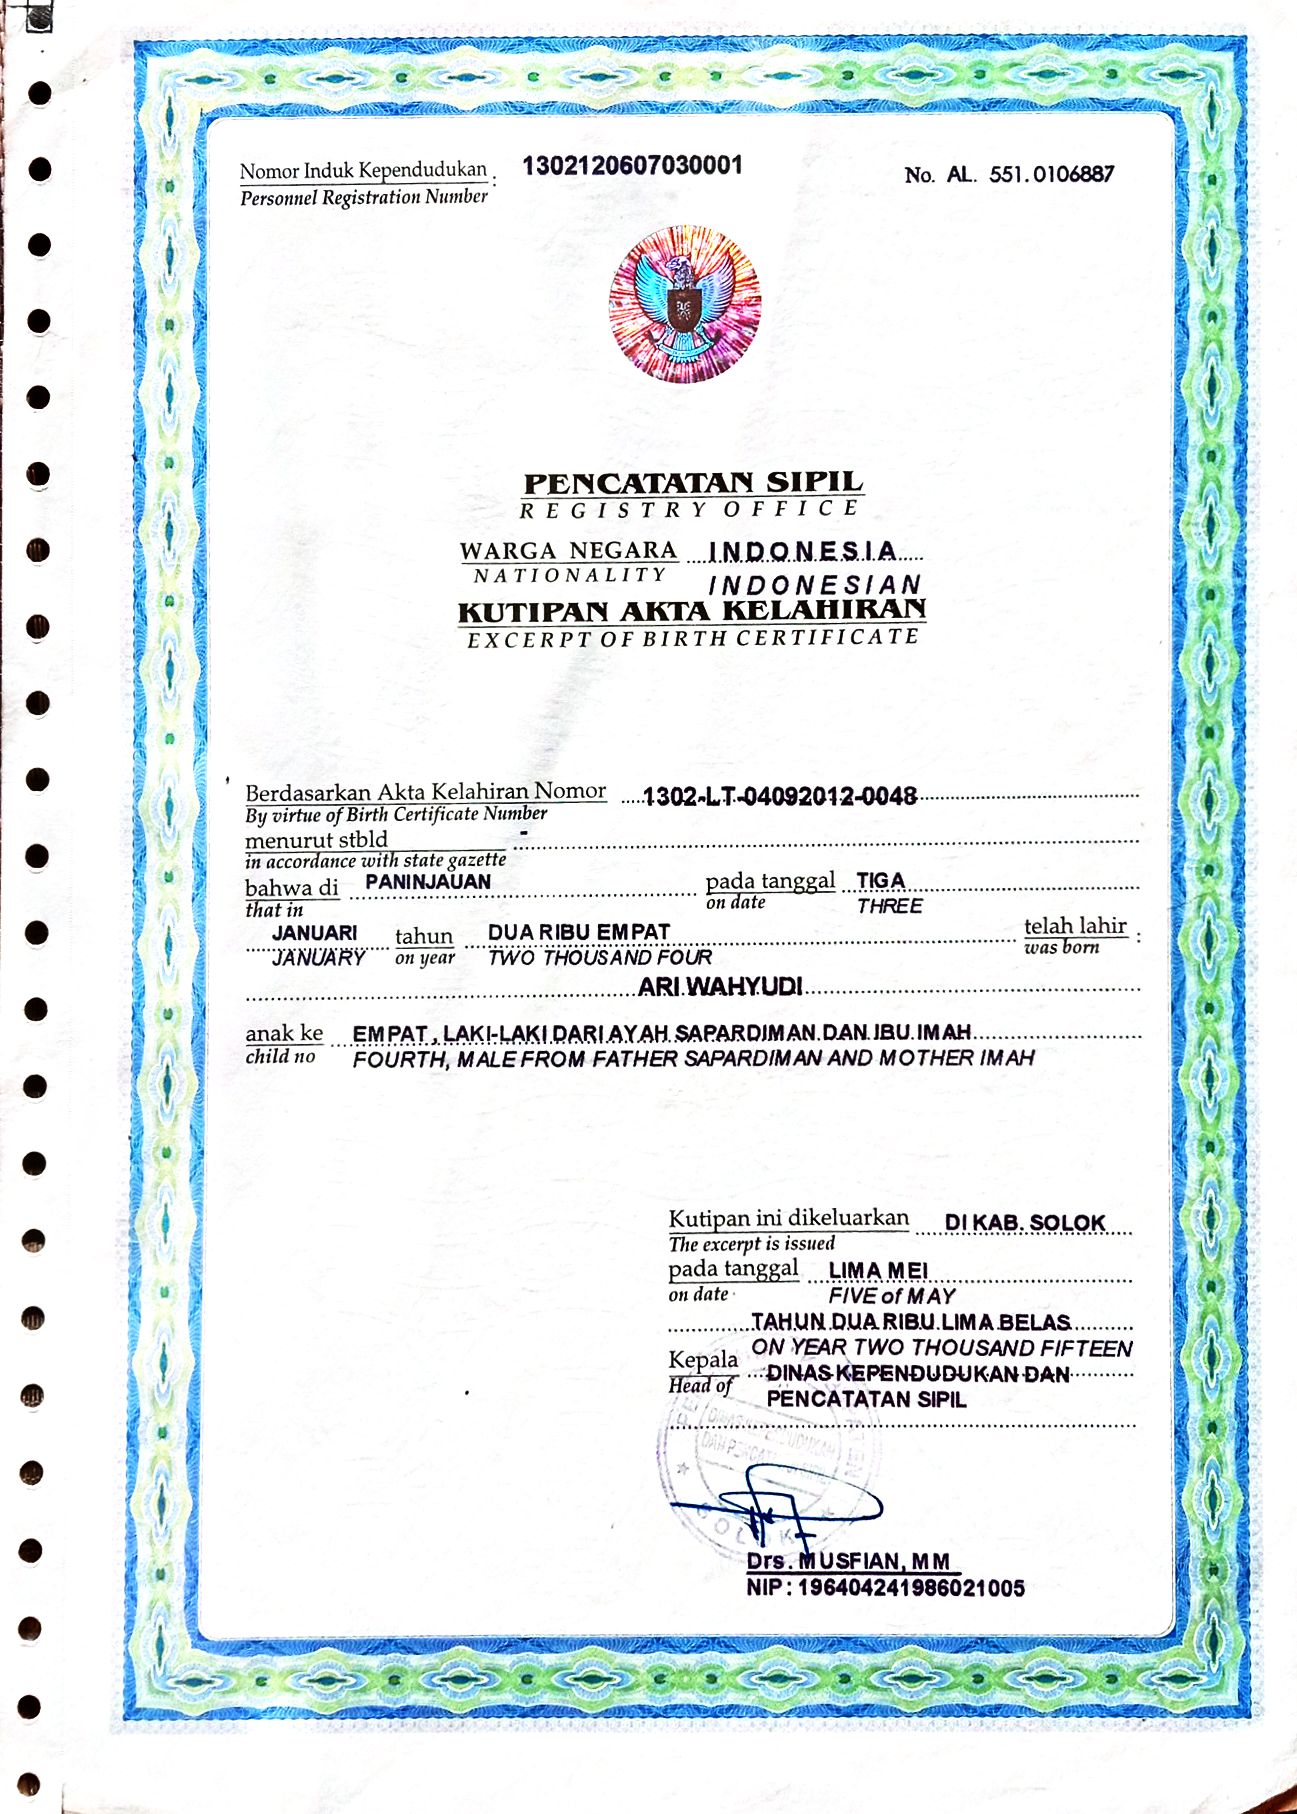 Nomor Induk Kependudukan : 1302120607030001 No. AL. 551.0106887
Personnel Registration Number
PENCATATAN SIPIL
REGISTRY OFFICE
WARGA NEGARA INDONESIA
NATIONALITY INDONESIAN
KUTIPAN AKTA KELAHIRAN
EXCERPT OF BIRTH CERTIFICATE
Berdasarkan Akta Kelahiran Nomor 1302-LT-04092012-0048
By virtue of Birth Certificate Number
menurut stbld -
in accordance with state gazette
bahwa di PANINJAUAN pada tanggal TIGA
that in on date THREE
JANUARI tahun DUA RIBU EMPAT telah lahir :
JANUARY on year TWO THOUSAND FOUR was born
ARI WAHYUDI
anak ke EMPAT, LAKI-LAKI DARI AYAH SAPARDIMAN DAN IBU IMAH
child no FOURTH, MALE FROM FATHER SAPARDIMAN AND MOTHER IMAH
Kutipan ini dikeluarkan DI KAB. SOLOK
The excerpt is issued
pada tanggal LIMA MEI
on date FIVE of MAY
TAHUN DUA RIBU LIMA BELAS
ON YEAR TWO THOUSAND FIFTEEN
Kepala DINAS KEPENDUDUKAN DAN
Head of PENCATATAN SIPIL
SOLOK
Drs. MUSFIAN, MM
NIP : 196404241986021005